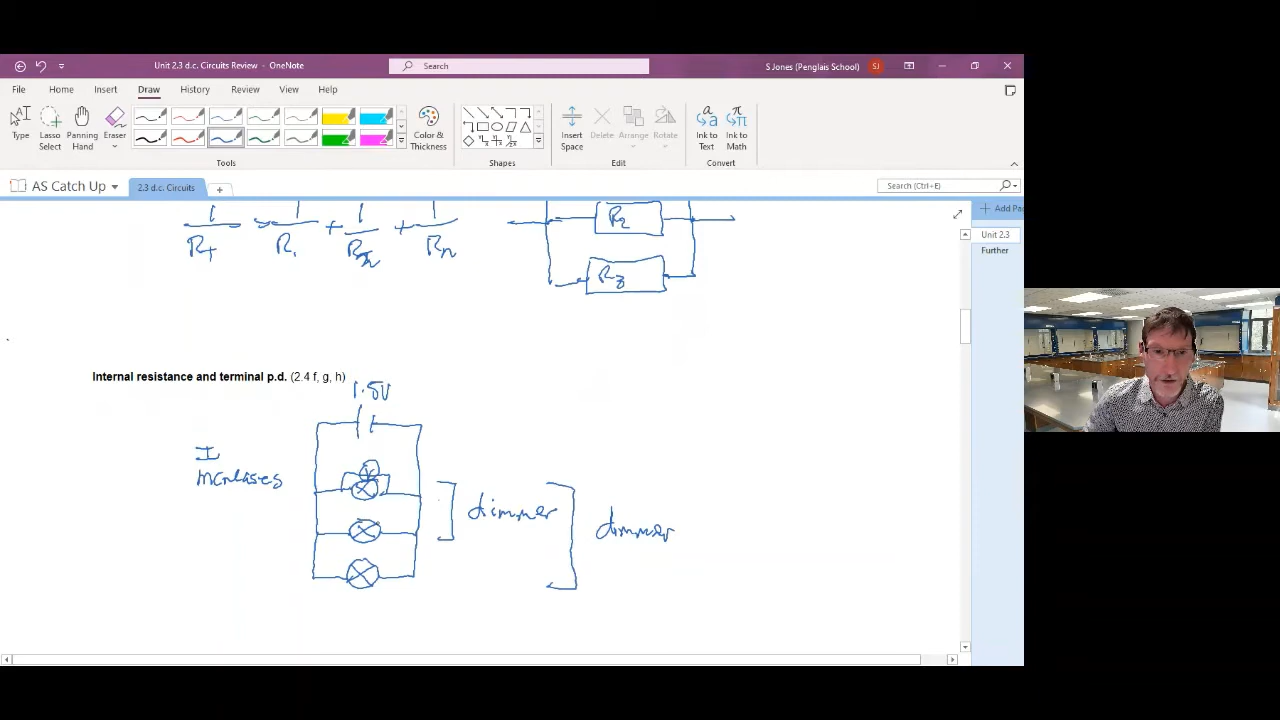 Unit 2.3 d.c. Circuits Review - OneNote
Search
S Jones (Penglais School)
SJ
File
Home
Insert
Draw
History
Review
View
Help
Type
Lasso Select
Panning Hand
Eraser
Color & Thickness
Insert Space
Delete
Arrange
Rotate
Ink to Text
Ink to Math
Tools
Shapes
Edit
Convert
AS Catch Up
2.3 d.c. Circuits
Search (Ctrl+E)
Add Pa
Unit 2.3
Further
1/RT = 1/R1 + 1/R2 + 1/Rn
R2
R3
Internal resistance and terminal p.d. (2.4 f, g, h)
1.5V
I
increases
dimmer
dimmer